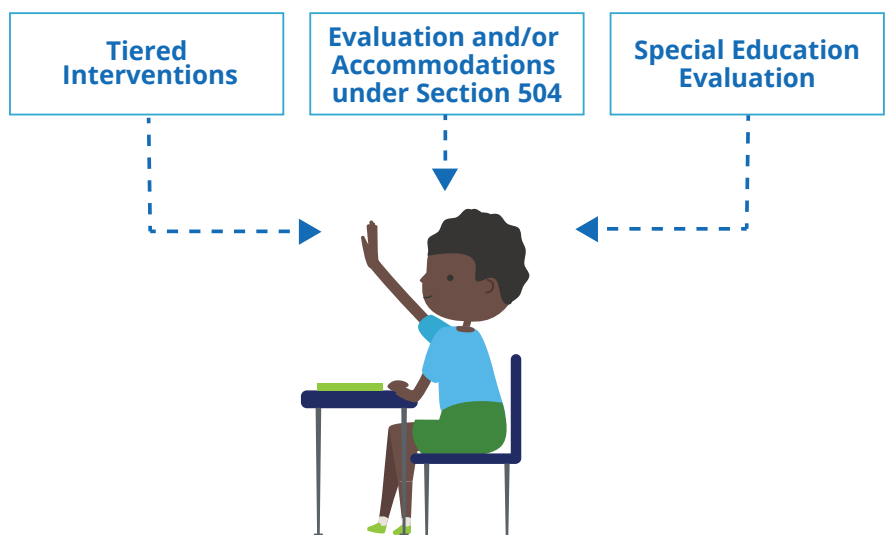 Tiered
Interventions
Evaluation and/or
Accommodations
under Section 504
Special Education
Evaluation